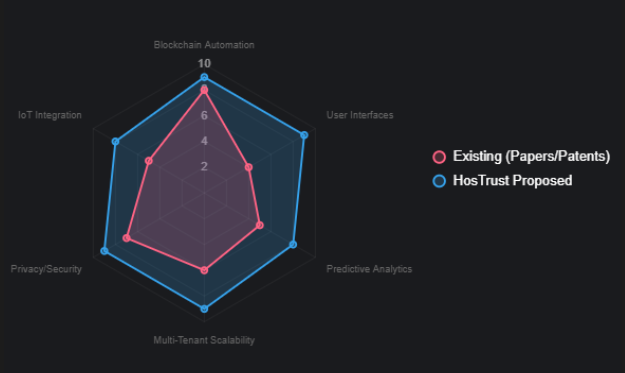 Blockchain Automation
10
8
6
4
2
IoT Integration
User Interfaces
Existing (Papers/Patents)
HosTrust Proposed
Privacy/Security
Predictive Analytics
Multi-Tenant Scalability